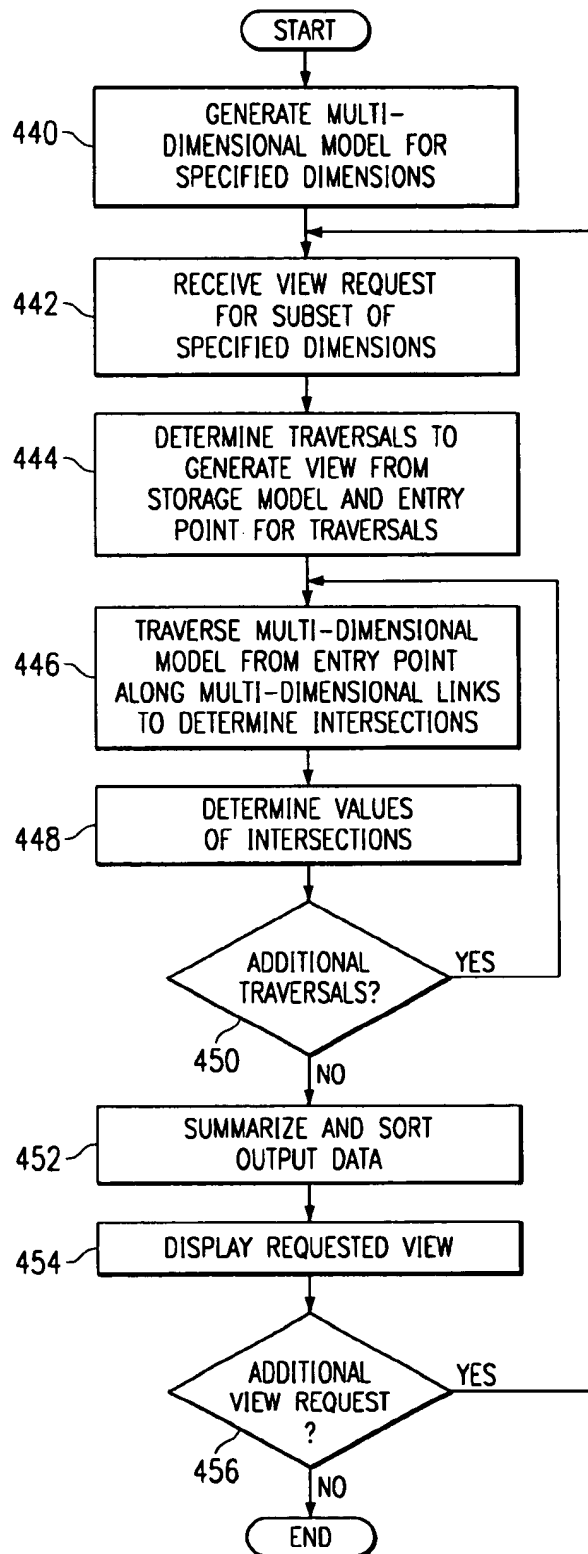 START
440
GENERATE MULTI-
DIMENSIONAL MODEL FOR
SPECIFIED DIMENSIONS
442
RECEIVE VIEW REQUEST
FOR SUBSET OF
SPECIFIED DIMENSIONS
444
DETERMINE TRAVERSALS TO
GENERATE VIEW FROM
STORAGE MODEL AND ENTRY
POINT FOR TRAVERSALS
446
TRAVERSE MULTI-DIMENSIONAL
MODEL FROM ENTRY POINT
ALONG MULTI-DIMENSIONAL LINKS
TO DETERMINE INTERSECTIONS
448
DETERMINE VALUES
OF INTERSECTIONS
ADDITIONAL
TRAVERSALS?
YES
450
NO
452
SUMMARIZE AND SORT
OUTPUT DATA
454
DISPLAY REQUESTED VIEW
ADDITIONAL
VIEW REQUEST
?
YES
456
NO
END